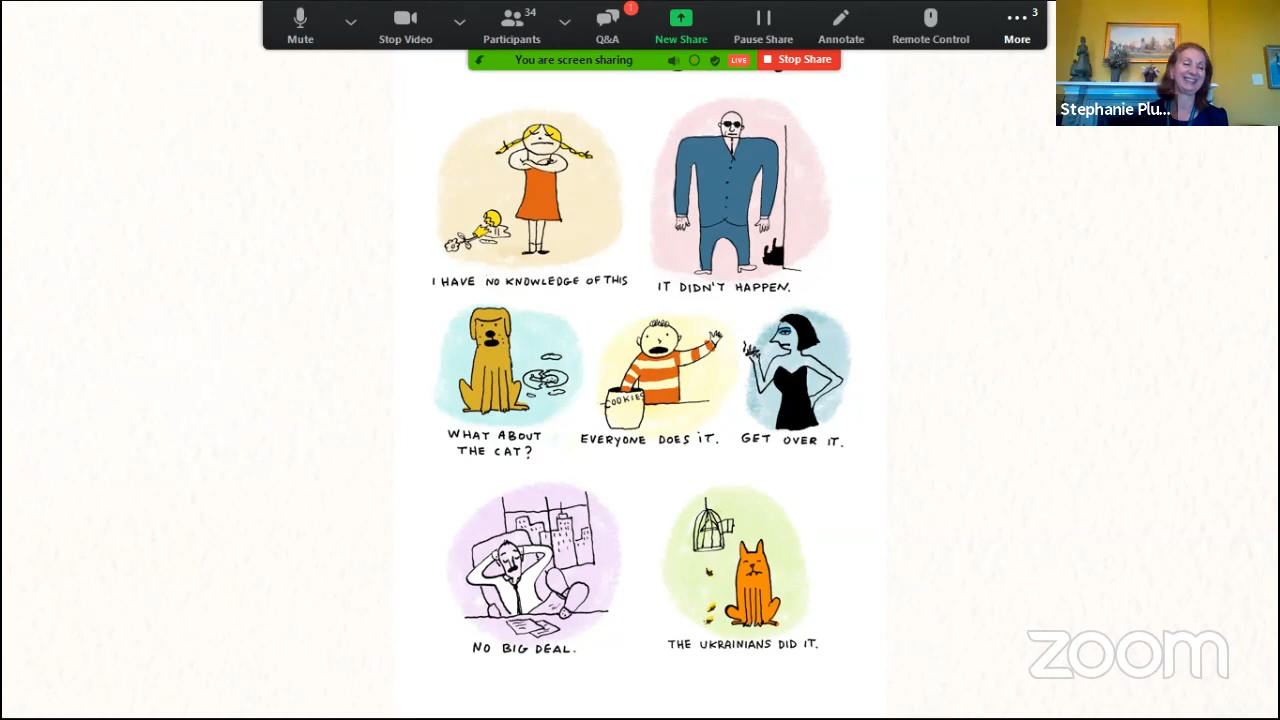 34
1
3
Mute
Stop Video
Participants
Q&A
New Share
Pause Share
Annotate
Remote Control
More
You are screen sharing
LIVE
Stop Share
Stephanie Plu...
I HAVE NO KNOWLEDGE OF THIS
IT DIDN'T HAPPEN.
COOKIES
WHAT ABOUT
THE CAT?
EVERYONE DOES IT.
GET OVER IT.
NO BIG DEAL.
THE UKRAINIANS DID IT.
zoom